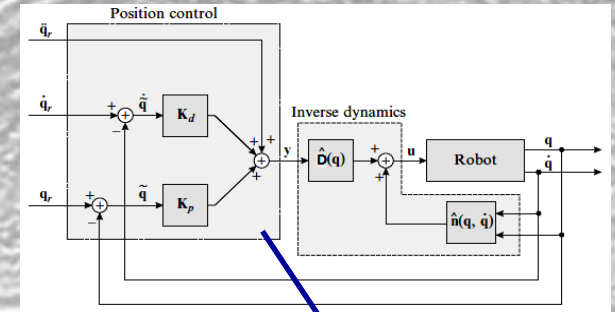 Position control
q̈r
q̇r
+
−
q̃̇
Kd
Inverse dynamics
+ +
+
y
D̂(q)
+
+
u
Robot
q
q̇
qr
+
−
q̃
Kp
n̂(q, q̇)